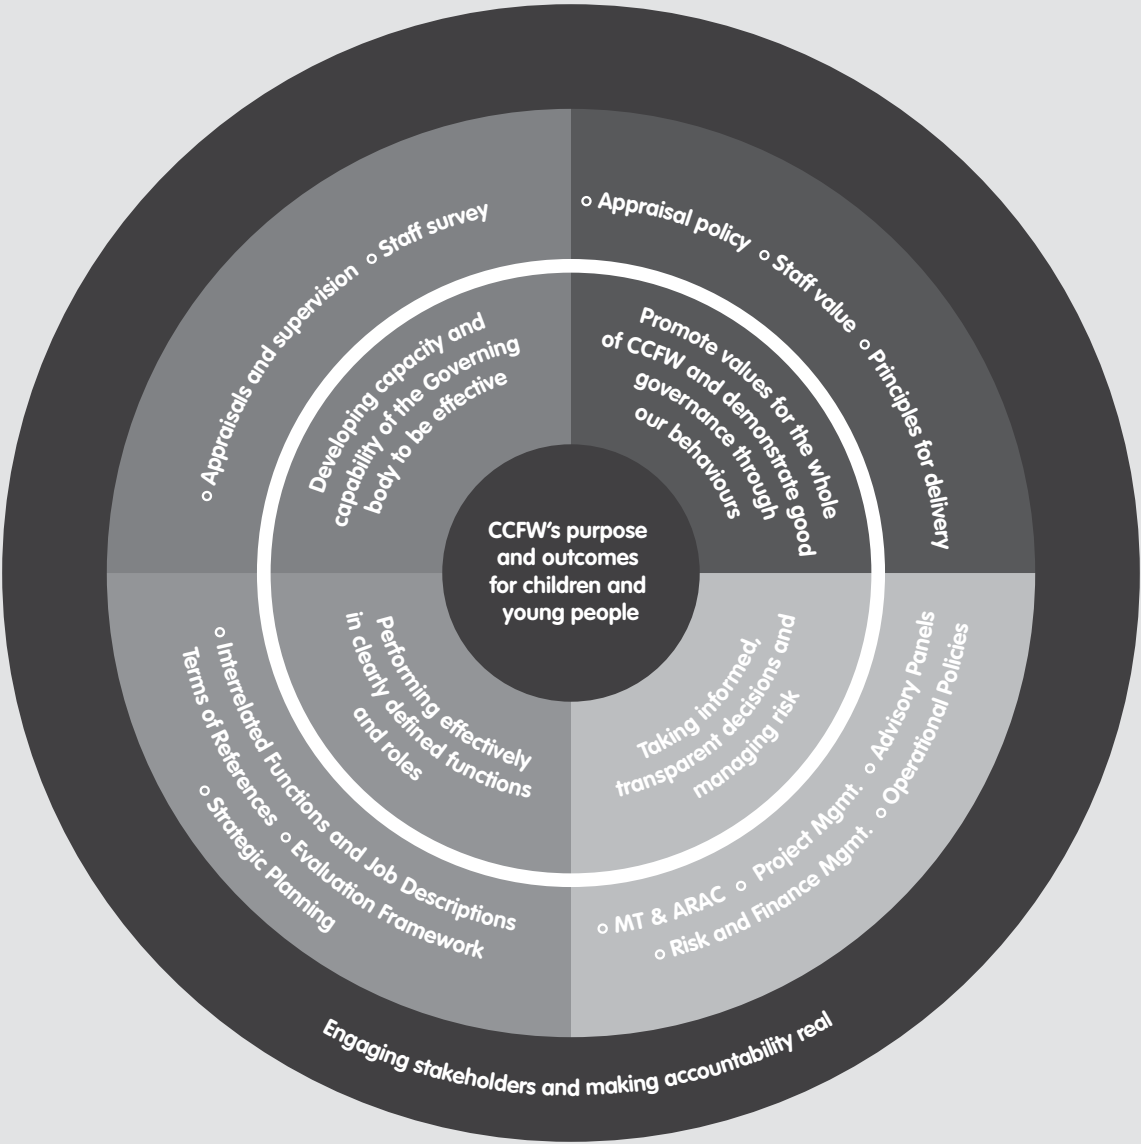 CCFW's purpose
and outcomes
for children and
young people
Developing capacity and
capability of the Governing
body to be effective
° Appraisals and supervision ° Staff survey
Promote values for the whole
of CCFW and demonstrate good
governance through
our behaviours
° Appraisal policy ° Staff value ° Principles for delivery
Performing effectively
in clearly defined functions
and roles
° Interrelated Functions and Job Descriptions
Terms of References ° Evaluation Framework
° Strategic Planning
Taking informed,
transparent decisions and
managing risk
° MT & ARAC ° Project Mgmt. ° Advisory Panels
° Risk and Finance Mgmt. ° Operational Policies
Engaging stakeholders and making accountability real